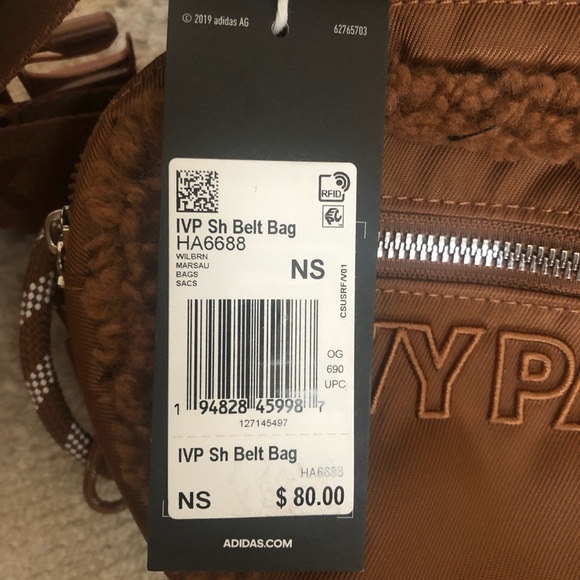 © 2019 adidas AG
62765703
RFID
IVP Sh Belt Bag
HA6688
WILBRN
MARSAU
BAGS
SACS
NS
CSUSRF/V01
OG
690
UPC
1 94828 45998 7
127145497
IVP Sh Belt Bag
HA6688
NS
$ 80.00
ADIDAS.COM
VY PA